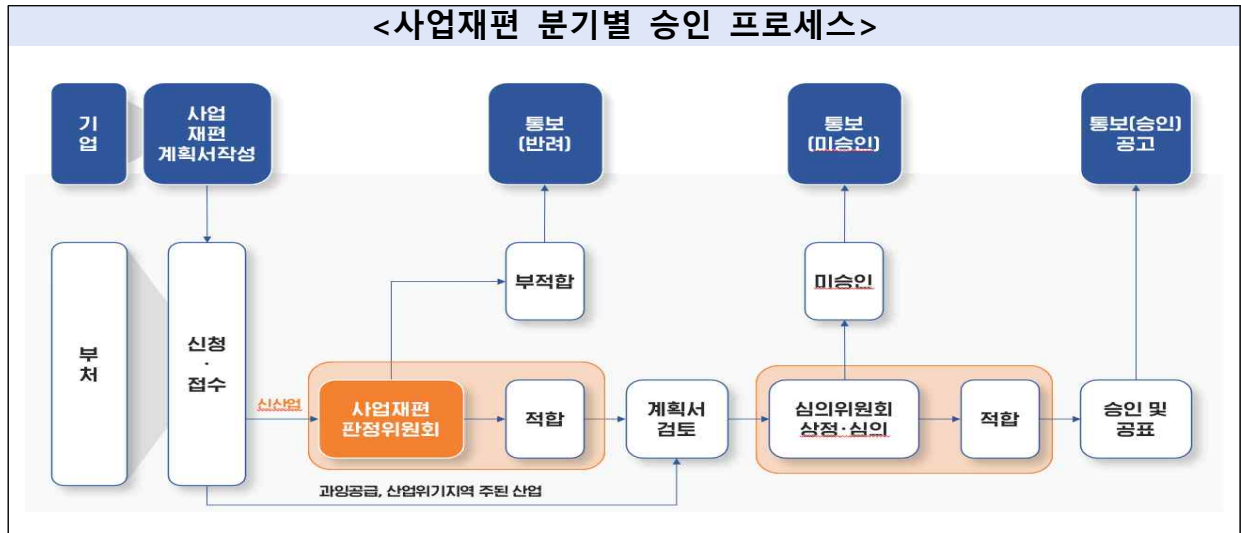 <사업재편 분기별 승인 프로세스>
기
업
사업
재편
계획서작성
통보
(반려)
통보
(미승인)
통보(승인)
공고
부적합
미승인
부
처
신청
·
접수
신산업
사업재편
판정위원회
적합
계획서
검토
심의위원회
상정·심의
적합
승인 및
공표
과잉공급, 산업위기지역 주된 산업